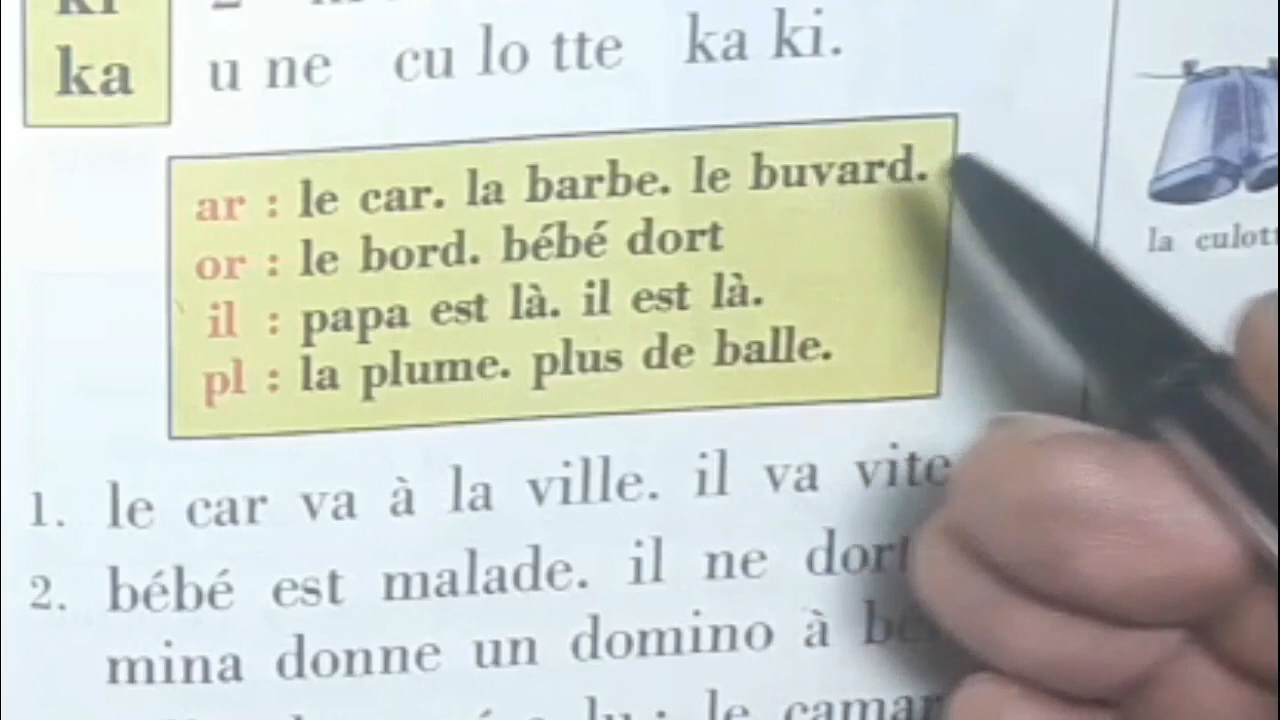 ka u ne cu lo tte ka ki.
ar : le car. la barbe. le buvard.
or : le bord. bébé dort
il : papa est là. il est là.
pl : la plume. plus de balle.
la
1. le car va à la ville. il va vite
2. bébé est malade. il ne dort
mina donne un domino à
le